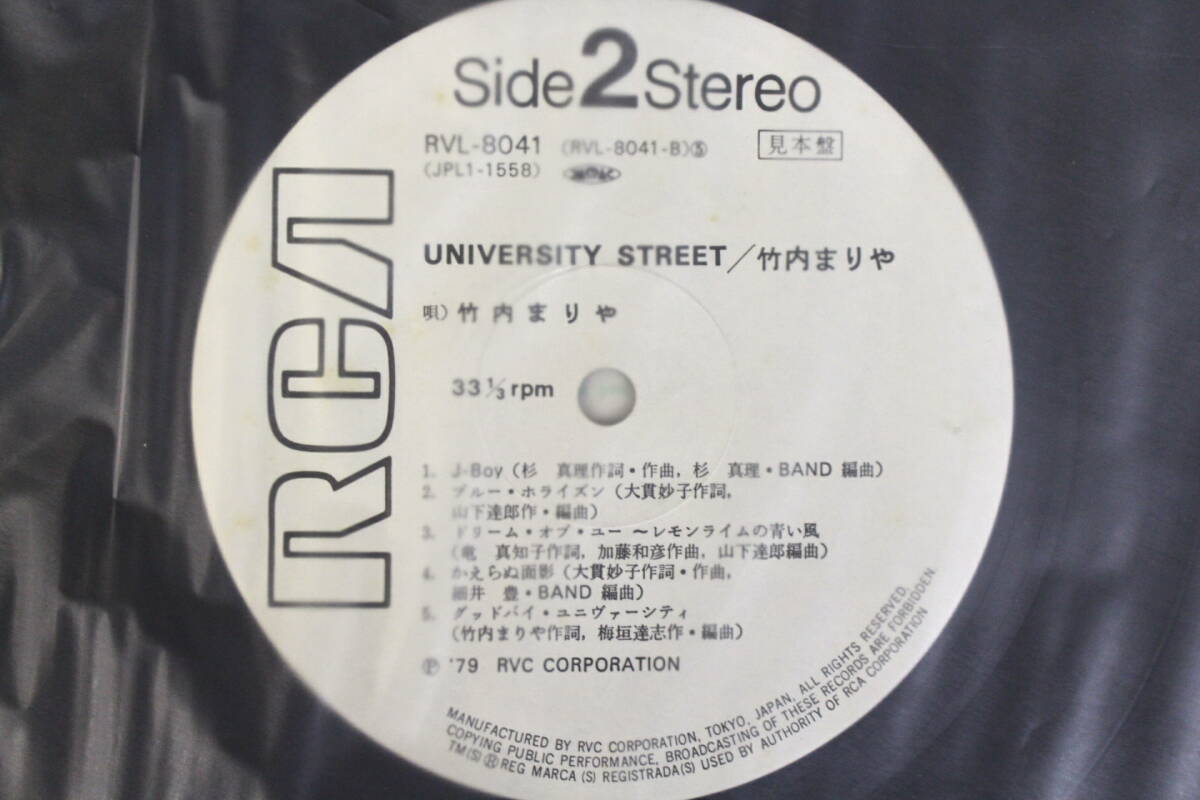 Side 2 Stereo
RVL-8041 (RVL-8041-B)Ⓢ 見本盤
(JPL1-1558)
RCA
UNIVERSITY STREET/竹内まりや
唄) 竹内まりや
33 1/3 rpm
1. J-Boy (杉 真理作詞・作曲, 杉 真理・BAND 編曲)
2. ブルー・ホライズン (大貫妙子作詞,
山下達郎作・編曲)
3. ドリーム・オブ・ユー 〜レモンライムの青い風
(竜 真知子作詞, 加藤和彦作曲, 山下達郎編曲)
4. かえらぬ面影 (大貫妙子作詞・作曲,
細井 豊・BAND 編曲)
5. グッドバイ・ユニヴァーシティ
(竹内まりや作詞, 梅垣達志作・編曲)
Ⓟ '79 RVC CORPORATION
MANUFACTURED BY RVC CORPORATION, TOKYO, JAPAN, ALL RIGHTS RESERVED.
COPYING PUBLIC PERFORMANCE, BROADCASTING OF THESE RECORDS ARE FORBIDDEN.
TM(S) ® REG MARCA (S) REGISTRADA(S) USED BY AUTHORITY OF RCA CORPORATION